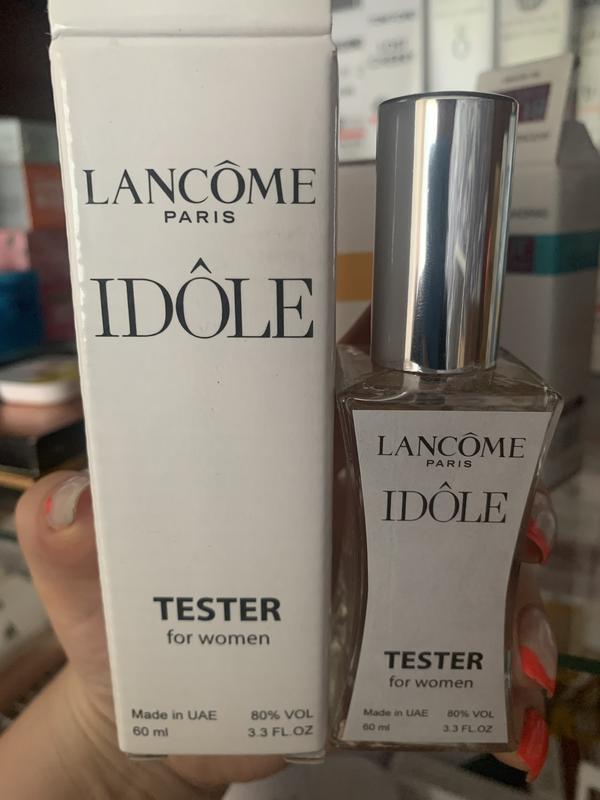 LANCÔME
PARIS
IDÔLE
TESTER
for women
Made in UAE 80% VOL
60 ml 3.3 FL.OZ
LANCÔME
PARIS
IDÔLE
TESTER
for women
Made in UAE 80% VOL
60 ml 3.3 FL.OZ